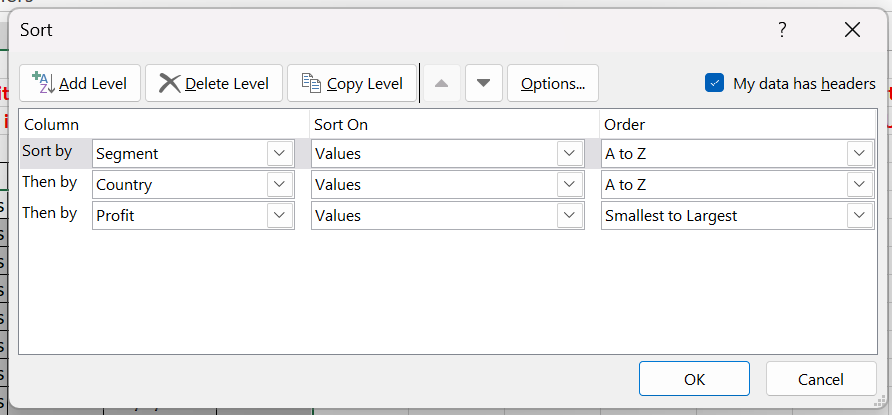 Sort
?
Add Level Delete Level Copy Level Options... My data has headers
Column Sort On Order
Sort by Segment Values A to Z
Then by Country Values A to Z
Then by Profit Values Smallest to Largest
OK Cancel